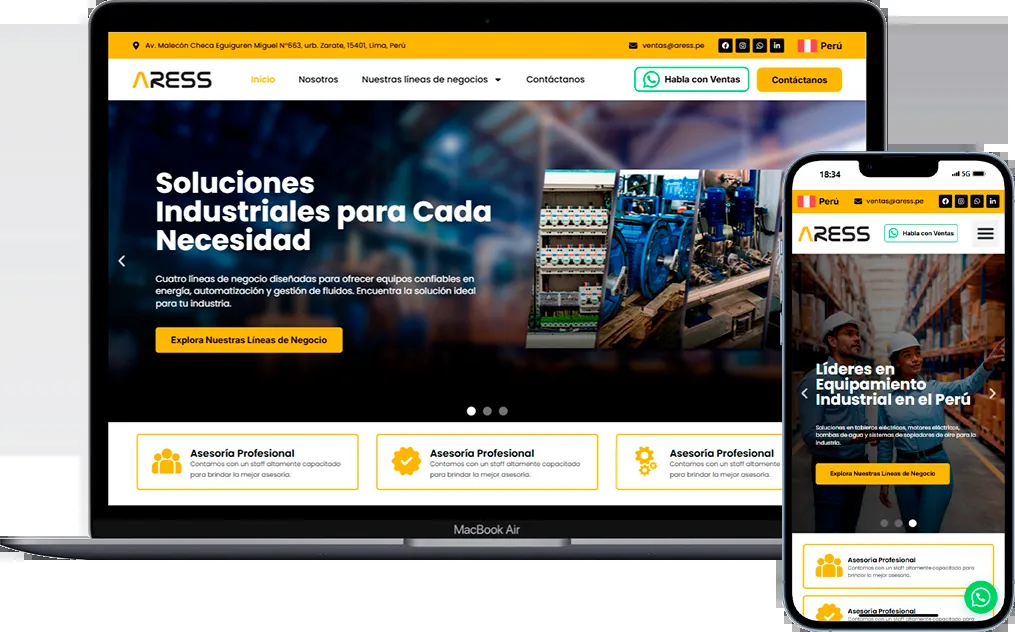 Av. Malecón Checa Eguiguren Miguel N°663, urb. Zarate, 15401, Lima, Perú
ventas@aress.pe
Perú
ARESS
Inicio
Nosotros
Nuestras líneas de negocios
Contáctanos
Habla con Ventas
Contáctanos
Soluciones
Industriales para Cada
Necesidad
Cuatro líneas de negocio diseñadas para ofrecer equipos confiables en
energía, automatización y gestión de fluidos. Encuentra la solución ideal
para tu industria.
Explora Nuestras Líneas de Negocio
Asesoría Profesional
Contamos con un staff altamente capacitado
para brindar la mejor asesoría.
Asesoría Profesional
Contamos con un staff altamente capacitado
para brindar la mejor asesoría.
Asesoría Profesional
Contamos con un staff altamente capacitado
para brindar la mejor asesoría.
MacBook Air
18:34
5G
Perú
ventas@aress.pe
ARESS
Habla con Ventas
Líderes en
Equipamiento
Industrial en el Perú
Soluciones en tableros eléctricos, motores eléctricos,
bombas de agua y sistemas de sopladores de aire para la
industria.
Explora Nuestras Líneas de Negocio
Asesoría Profesional
Contamos con un staff altamente capacitado para
brindar la mejor asesoría.
Asesoría Profesional